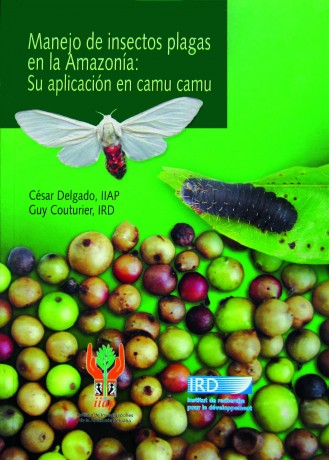 Manejo de insectos plagas
en la Amazonía:
Su aplicación en camu camu
César Delgado, IIAP
Guy Couturier, IRD
iiap
IRD
Institut de recherche
pour le développement